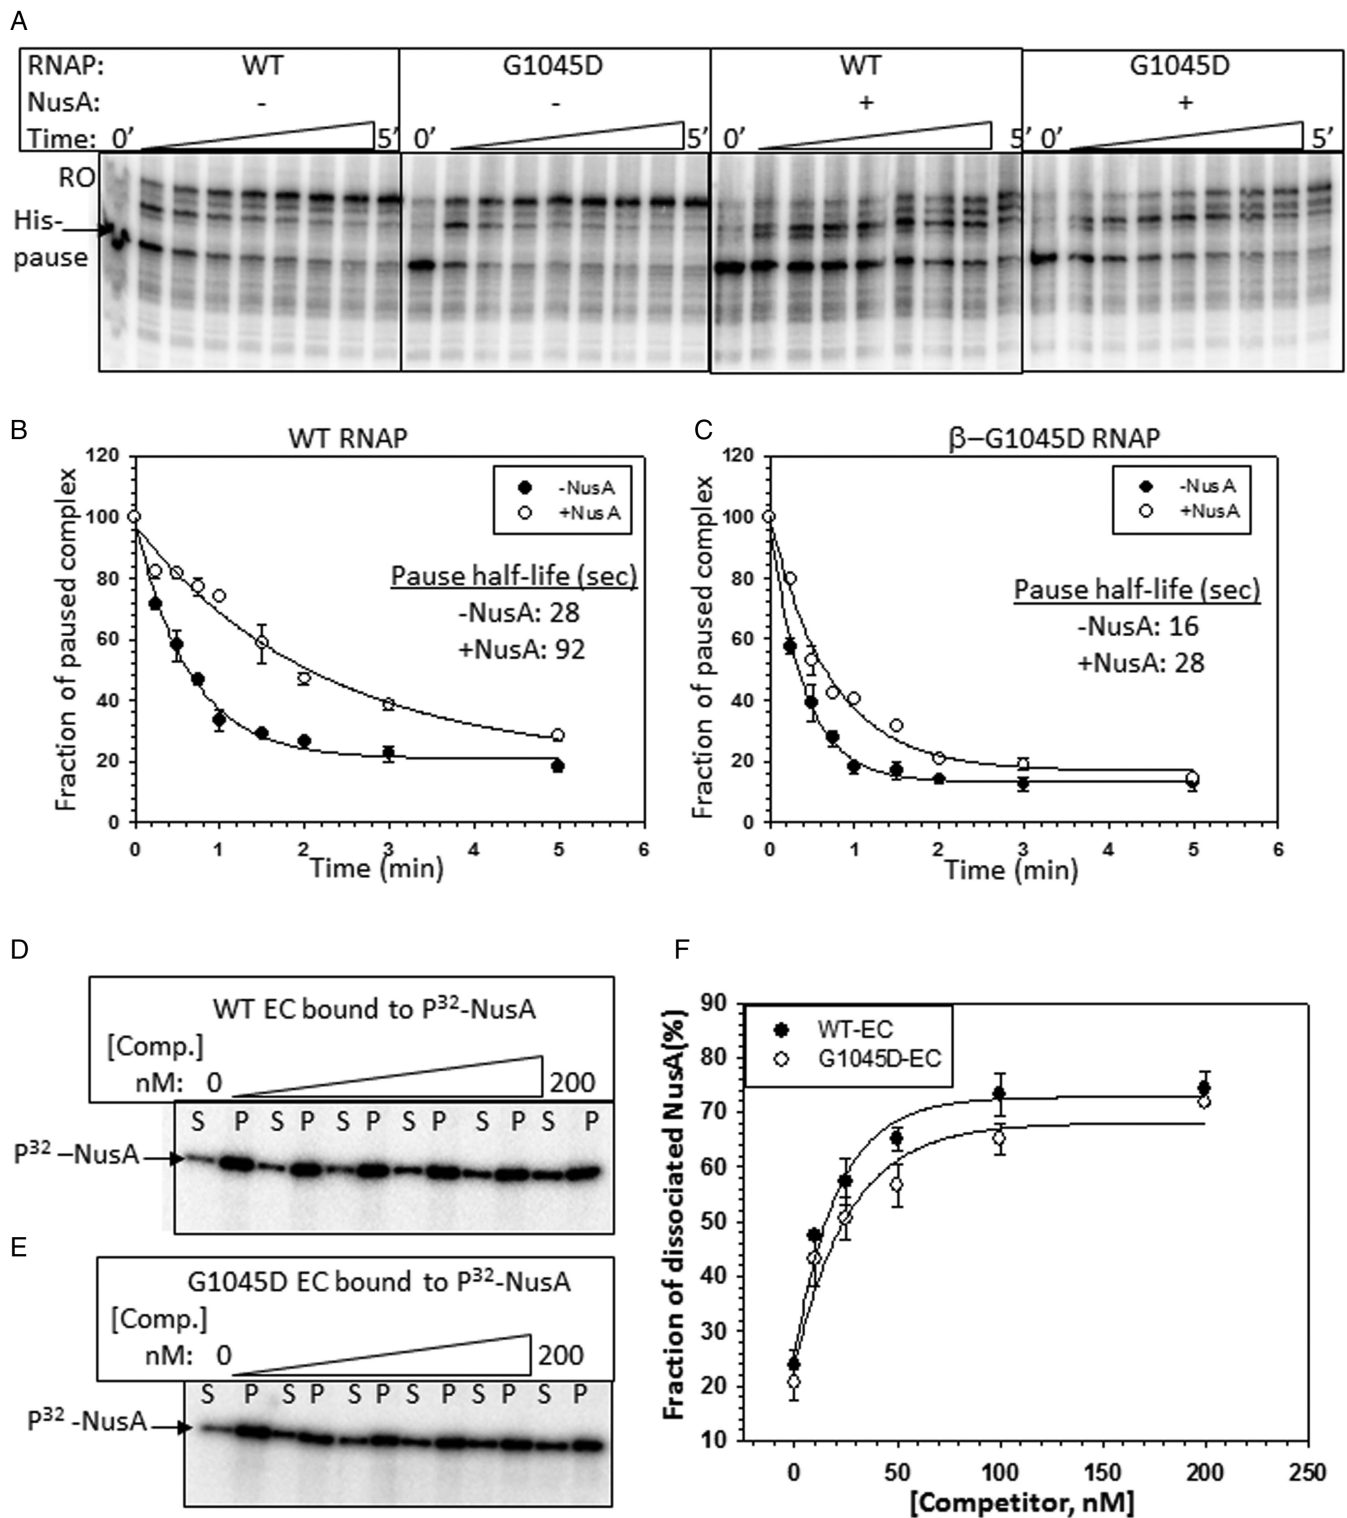 A
RNAP: WT G1045D WT G1045D
NusA: - - + +
Time: 0’ 5’ 0’ 5’ 0’ 5’ 0’ 5’
RO
His-
pause
B
WT RNAP
120
100
80
60
40
20
0
Fraction of paused complex
-NusA
+NusA
Pause half-life (sec)
-NusA: 28
+NusA: 92
0 1 2 3 4 5 6
Time (min)
C
β–G1045D RNAP
120
100
80
60
40
20
0
Fraction of paused complex
-NusA
+NusA
Pause half-life (sec)
-NusA: 16
+NusA: 28
0 1 2 3 4 5 6
Time (min)
D
WT EC bound to P³²-NusA
[Comp.]
nM: 0 200
S P S P S P S P S P S P
P³² –NusA
E
G1045D EC bound to P³²-NusA
[Comp.]
nM: 0 200
S P S P S P S P S P S P
P³² -NusA
F
90
80
70
60
50
40
30
20
10
Fraction of dissociated NusA(%)
WT-EC
G1045D-EC
0 50 100 150 200 250
[Competitor, nM]